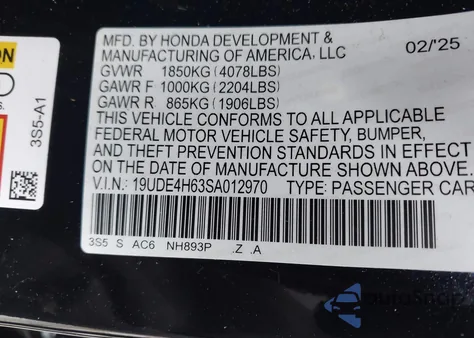 MFD. BY HONDA DEVELOPMENT &
MANUFACTURING OF AMERICA, LLC
02/'25
GVWR 1850KG(4078LBS)
GAWR F 1000KG(2204LBS)
GAWR R 865KG(1906LBS)
THIS VEHICLE CONFORMS TO ALL APPLICABLE
FEDERAL MOTOR VEHICLE SAFETY, BUMPER,
AND THEFT PREVENTION STANDARDS IN EFFECT
ON THE DATE OF MANUFACTURE SHOWN ABOVE.
V.I.N.: 19UDE4H63SA012970 TYPE: PASSENGER CAR
3S5 S AC6 NH893P .Z .A
ON
3S5-A1